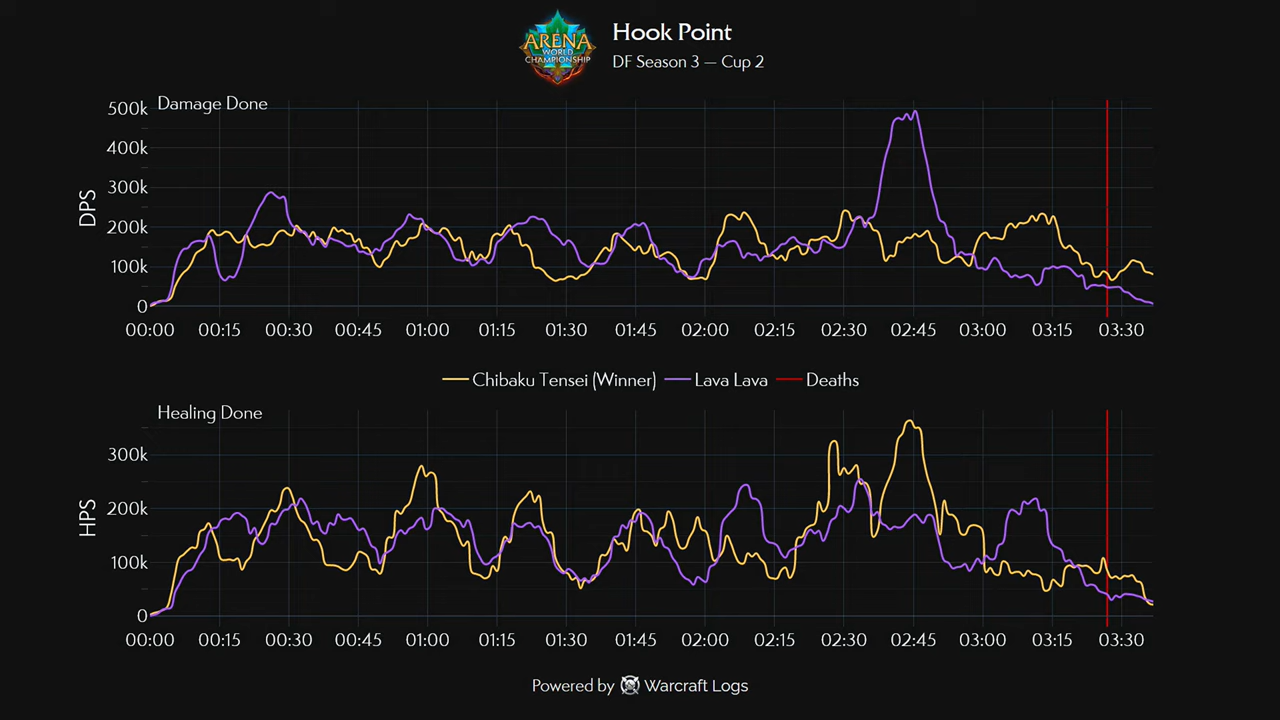 ARENA
WORLD
CHAMPIONSHIP
Hook Point
DF Season 3 — Cup 2
Damage Done
DPS
500k
400k
300k
200k
100k
0
00:00 00:15 00:30 00:45 01:00 01:15 01:30 01:45 02:00 02:15 02:30 02:45 03:00 03:15 03:30
Chibaku Tensei (Winner) Lava Lava Deaths
Healing Done
HPS
300k
200k
100k
0
00:00 00:15 00:30 00:45 01:00 01:15 01:30 01:45 02:00 02:15 02:30 02:45 03:00 03:15 03:30
Powered by Warcraft Logs